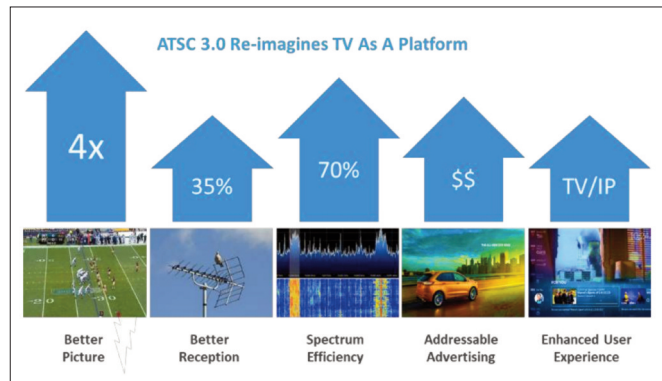 ATSC 3.0 Re-imagines TV As A Platform
4x
35%
70%
$$
TV/IP
Better
Picture
Better
Reception
Spectrum
Efficiency
Addressable
Advertising
Enhanced User
Experience